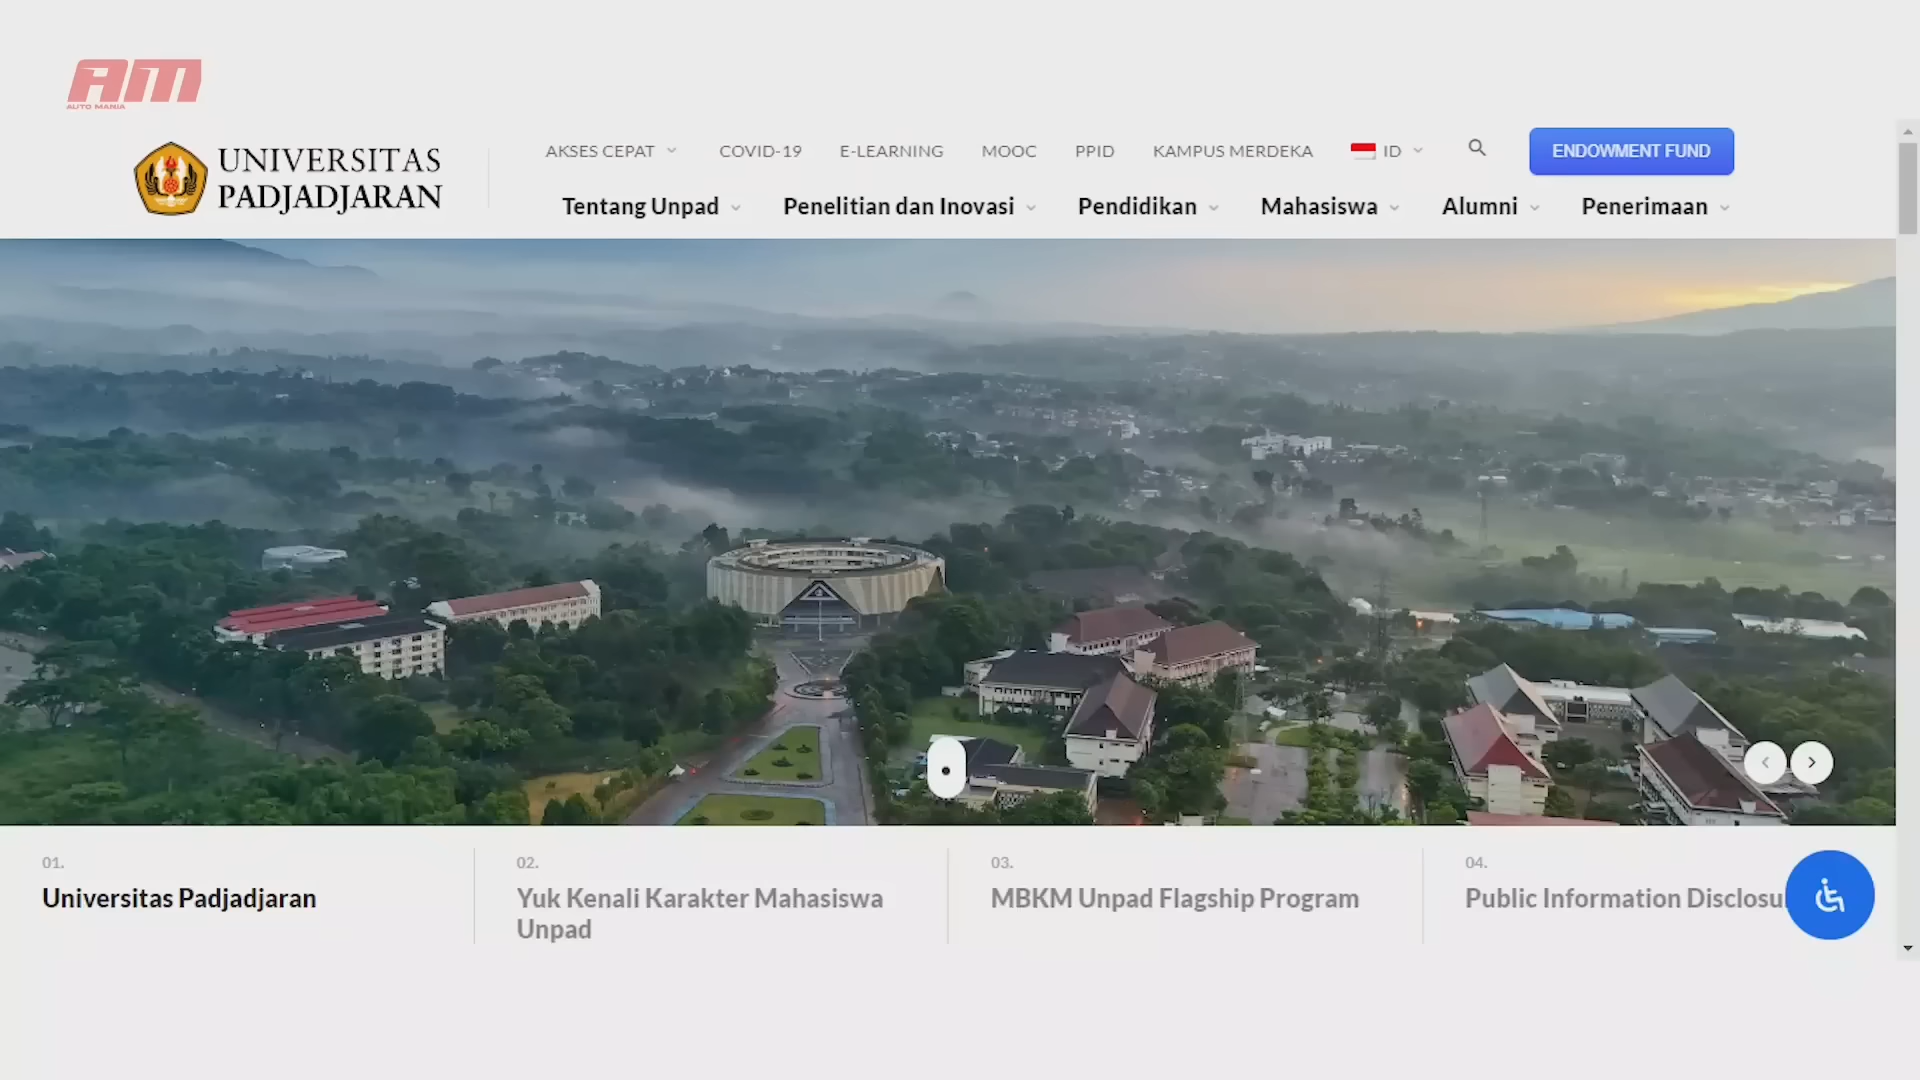 AM
AUTO MANIA
UNIVERSITAS
PADJADJARAN
AKSES CEPAT
COVID-19
E-LEARNING
MOOC
PPID
KAMPUS MERDEKA
ID
ENDOWMENT FUND
Tentang Unpad
Penelitian dan Inovasi
Pendidikan
Mahasiswa
Alumni
Penerimaan
01.
Universitas Padjadjaran
02.
Yuk Kenali Karakter Mahasiswa
Unpad
03.
MBKM Unpad Flagship Program
04.
Public Information